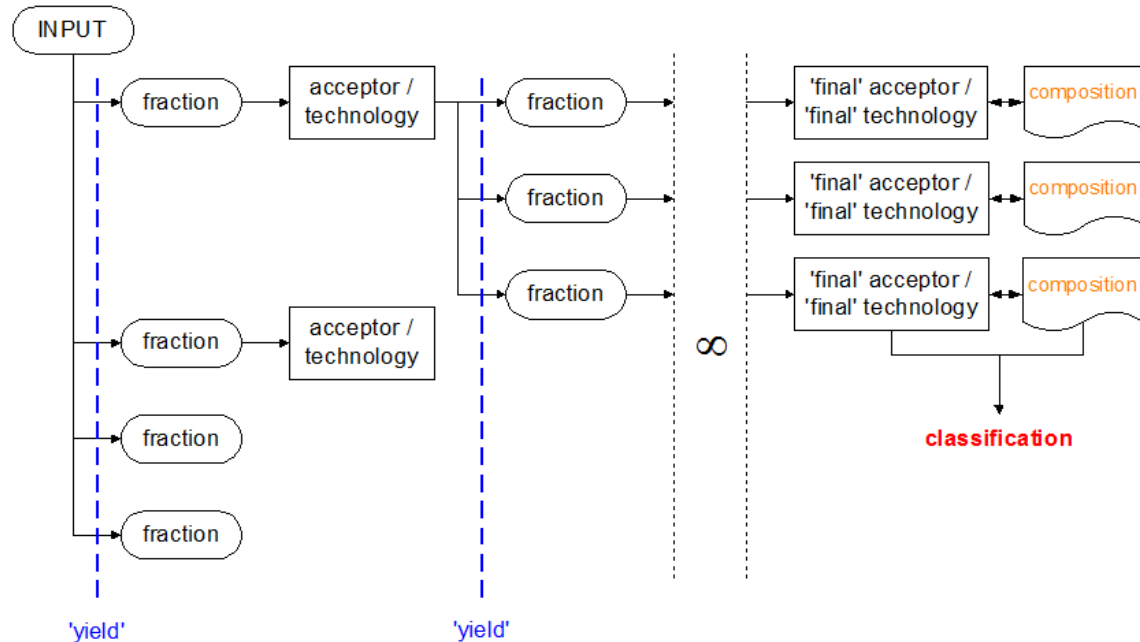 INPUT
fraction
acceptor /
technology
fraction
'final' acceptor /
'final' technology
composition
fraction
'final' acceptor /
'final' technology
composition
fraction
'final' acceptor /
'final' technology
composition
fraction
acceptor /
technology
∞
fraction
classification
fraction
'yield'
'yield'